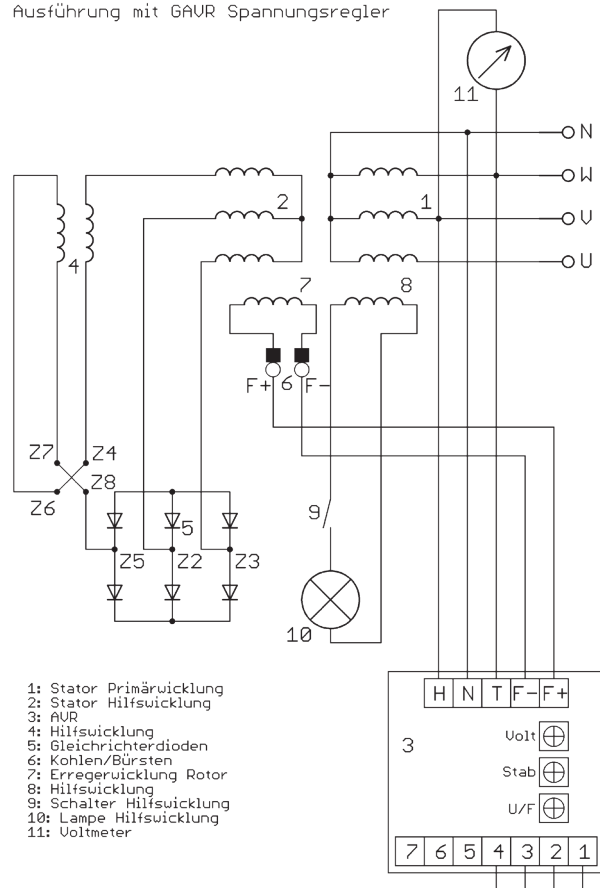 Ausführung mit GAVR Spannungsregler
11
N
W
2
1
V
4
U
7
8
F+
6
F-
Z7
Z4
Z8
Z6
9
5
Z5
Z2
Z3
10
H N T F- F+
1: Stator Primärwicklung
2: Stator Hilfswicklung
3: AVR
4: Hilfswicklung
5: Gleichrichterdioden
6: Kohlen/Bürsten
7: Erregerwicklung Rotor
8: Hilfswicklung
9: Schalter Hilfswicklung
10: Lampe Hilfswicklung
11: Voltmeter
3
Volt
Stab
U/F
7 6 5 4 3 2 1